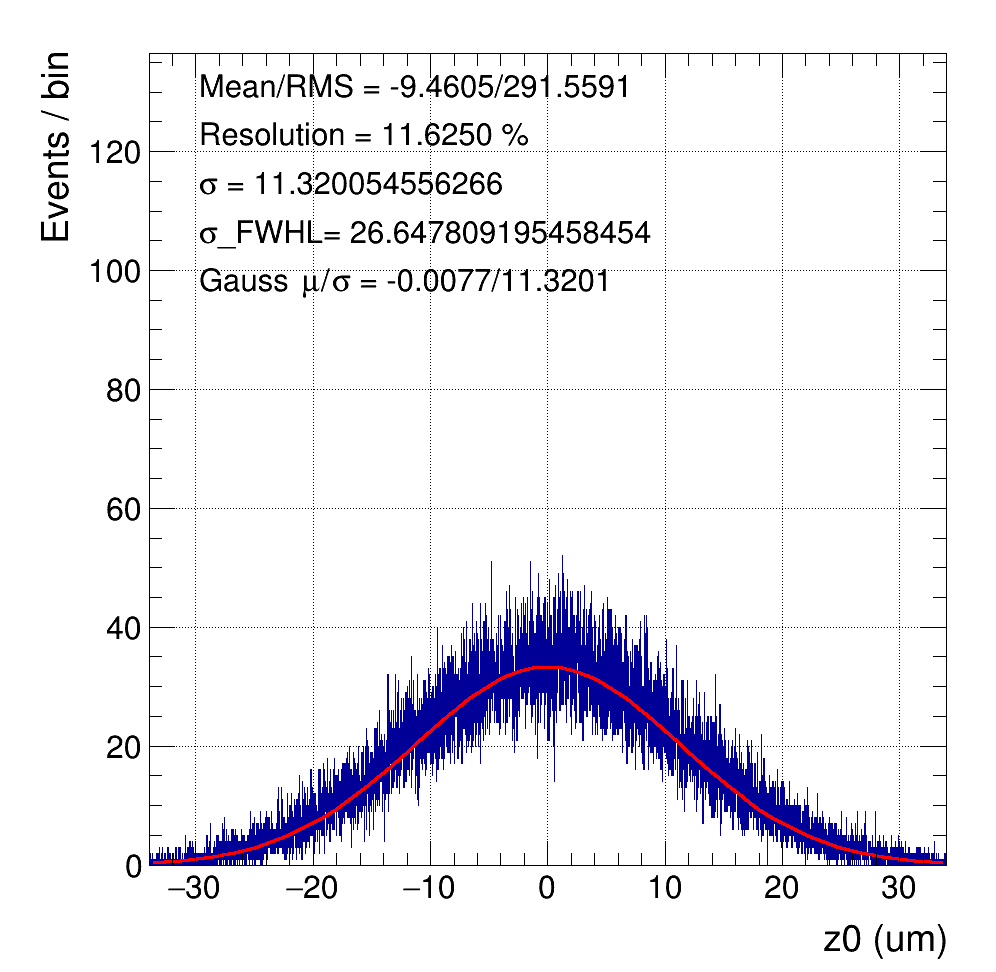 Events / bin
Mean/RMS = -9.4605/291.5591
Resolution = 11.6250 %
σ = 11.320054556266
σ_FWHL= 26.647809195458454
Gauss μ/σ = -0.0077/11.3201
120
100
80
60
40
20
0
−30 −20 −10 0 10 20 30
z0 (um)